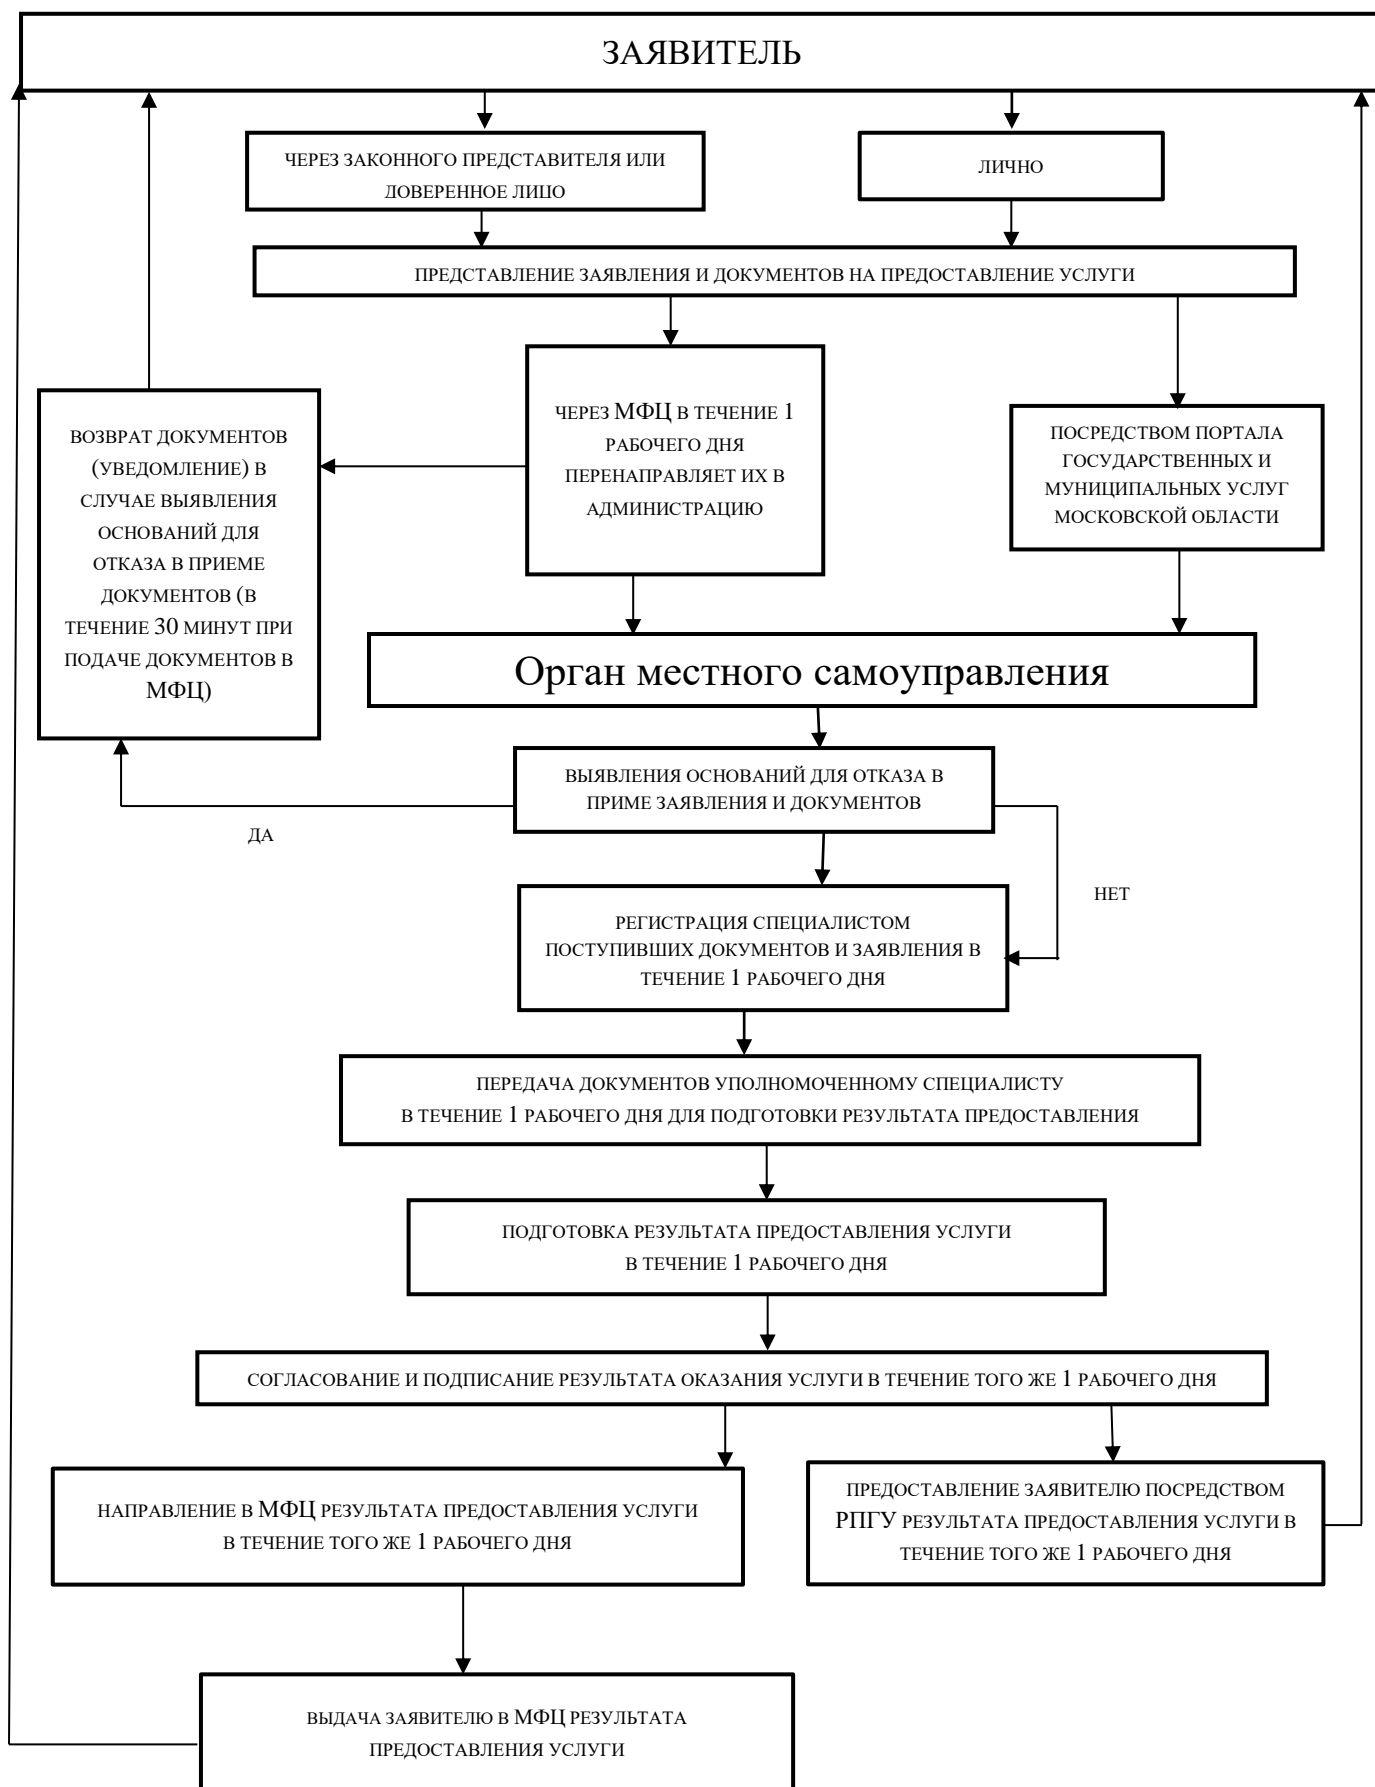 ЗАЯВИТЕЛЬ
ЧЕРЕЗ ЗАКОННОГО ПРЕДСТАВИТЕЛЯ ИЛИ
ДОВЕРЕННОЕ ЛИЦО
ЛИЧНО
ПРЕДСТАВЛЕНИЕ ЗАЯВЛЕНИЯ И ДОКУМЕНТОВ НА ПРЕДОСТАВЛЕНИЕ УСЛУГИ
ЧЕРЕЗ МФЦ В ТЕЧЕНИЕ 1
РАБОЧЕГО ДНЯ
ПЕРЕНАПРАВЛЯЕТ ИХ В
АДМИНИСТРАЦИЮ
ПОСРЕДСТВОМ ПОРТАЛА
ГОСУДАРСТВЕННЫХ И
МУНИЦИПАЛЬНЫХ УСЛУГ
МОСКОВСКОЙ ОБЛАСТИ
ВОЗВРАТ ДОКУМЕНТОВ
(УВЕДОМЛЕНИЕ) В
СЛУЧАЕ ВЫЯВЛЕНИЯ
ОСНОВАНИЙ ДЛЯ
ОТКАЗА В ПРИЕМЕ
ДОКУМЕНТОВ (В
ТЕЧЕНИЕ 30 МИНУТ ПРИ
ПОДАЧЕ ДОКУМЕНТОВ В
МФЦ)
Орган местного самоуправления
ВЫЯВЛЕНИЯ ОСНОВАНИЙ ДЛЯ ОТКАЗА В
ПРИМЕ ЗАЯВЛЕНИЯ И ДОКУМЕНТОВ
ДА
НЕТ
РЕГИСТРАЦИЯ СПЕЦИАЛИСТОМ
ПОСТУПИВШИХ ДОКУМЕНТОВ И ЗАЯВЛЕНИЯ В
ТЕЧЕНИЕ 1 РАБОЧЕГО ДНЯ
ПЕРЕДАЧА ДОКУМЕНТОВ УПОЛНОМОЧЕННОМУ СПЕЦИАЛИСТУ
В ТЕЧЕНИЕ 1 РАБОЧЕГО ДНЯ ДЛЯ ПОДГОТОВКИ РЕЗУЛЬТАТА ПРЕДОСТАВЛЕНИЯ
ПОДГОТОВКА РЕЗУЛЬТАТА ПРЕДОСТАВЛЕНИЯ УСЛУГИ
В ТЕЧЕНИЕ 1 РАБОЧЕГО ДНЯ
СОГЛАСОВАНИЕ И ПОДПИСАНИЕ РЕЗУЛЬТАТА ОКАЗАНИЯ УСЛУГИ В ТЕЧЕНИЕ ТОГО ЖЕ 1 РАБОЧЕГО ДНЯ
НАПРАВЛЕНИЕ В МФЦ РЕЗУЛЬТАТА ПРЕДОСТАВЛЕНИЯ УСЛУГИ
В ТЕЧЕНИЕ ТОГО ЖЕ 1 РАБОЧЕГО ДНЯ
ПРЕДОСТАВЛЕНИЕ ЗАЯВИТЕЛЮ ПОСРЕДСТВОМ
РПГУ РЕЗУЛЬТАТА ПРЕДОСТАВЛЕНИЯ УСЛУГИ В
ТЕЧЕНИЕ ТОГО ЖЕ 1 РАБОЧЕГО ДНЯ
ВЫДАЧА ЗАЯВИТЕЛЮ В МФЦ РЕЗУЛЬТАТА
ПРЕДОСТАВЛЕНИЯ УСЛУГИ